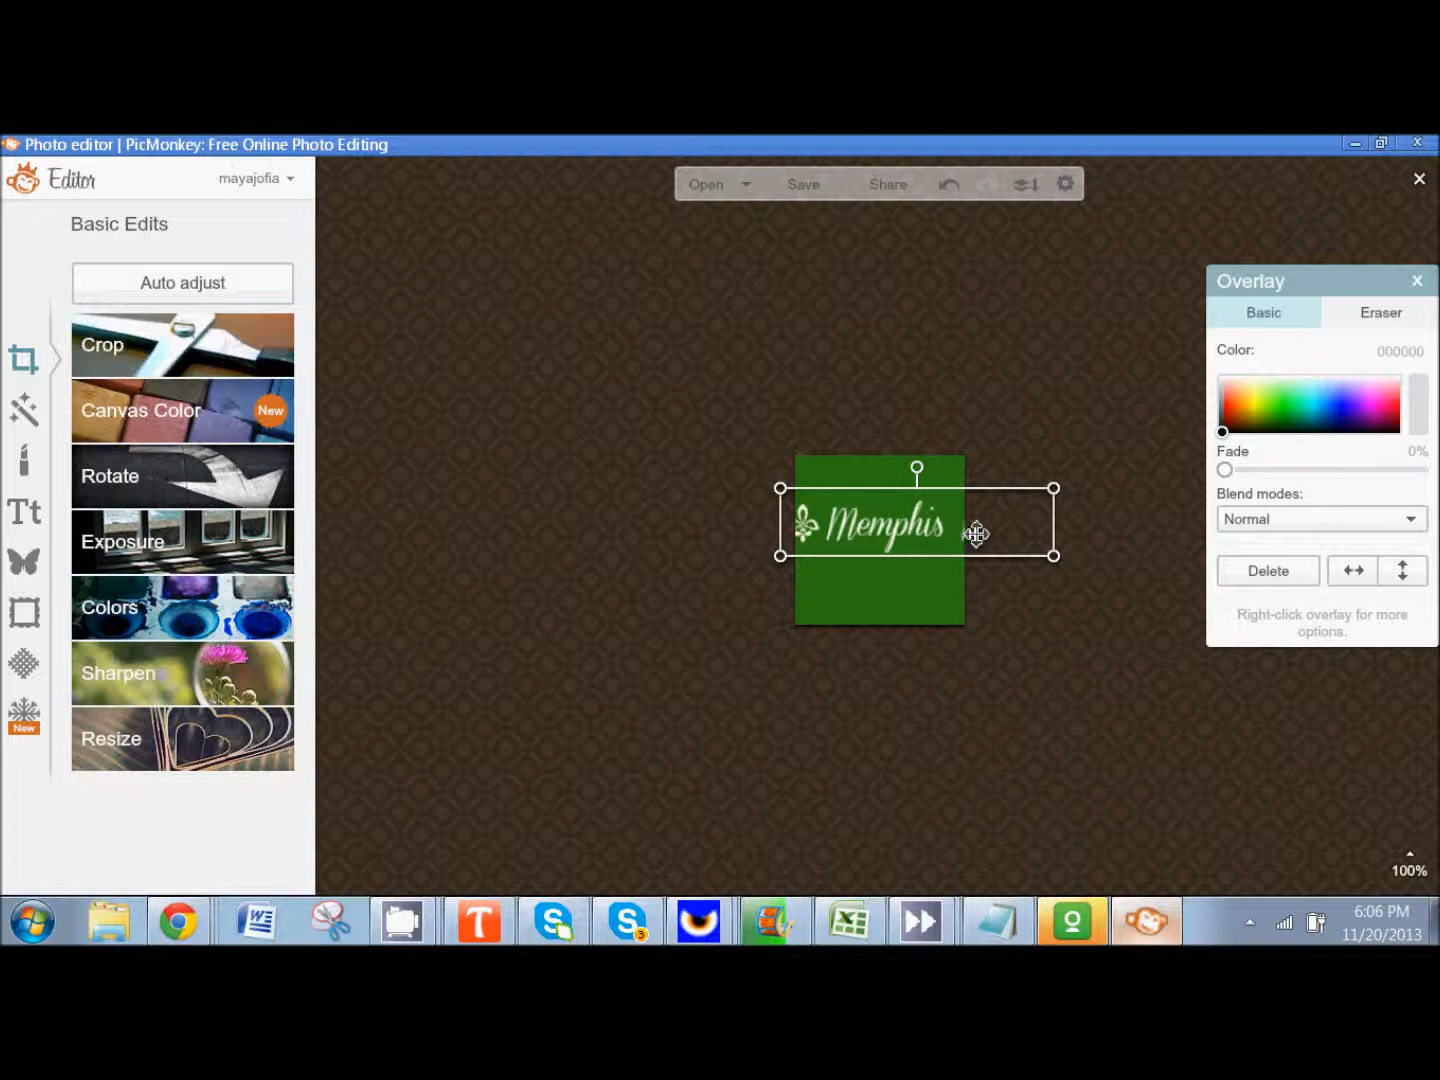 Photo editor | PicMonkey: Free Online Photo Editing
Editor
mayajofia
Open
Save
Share
Basic Edits
Auto adjust
Crop
Canvas Color
New
Rotate
Exposure
Colors
Sharpen
Resize
New
Memphis
Overlay
Basic
Eraser
Color:
000000
Fade
0%
Blend modes:
Normal
Delete
Right-click overlay for more
options.
100%
3
6:06 PM
11/20/2013